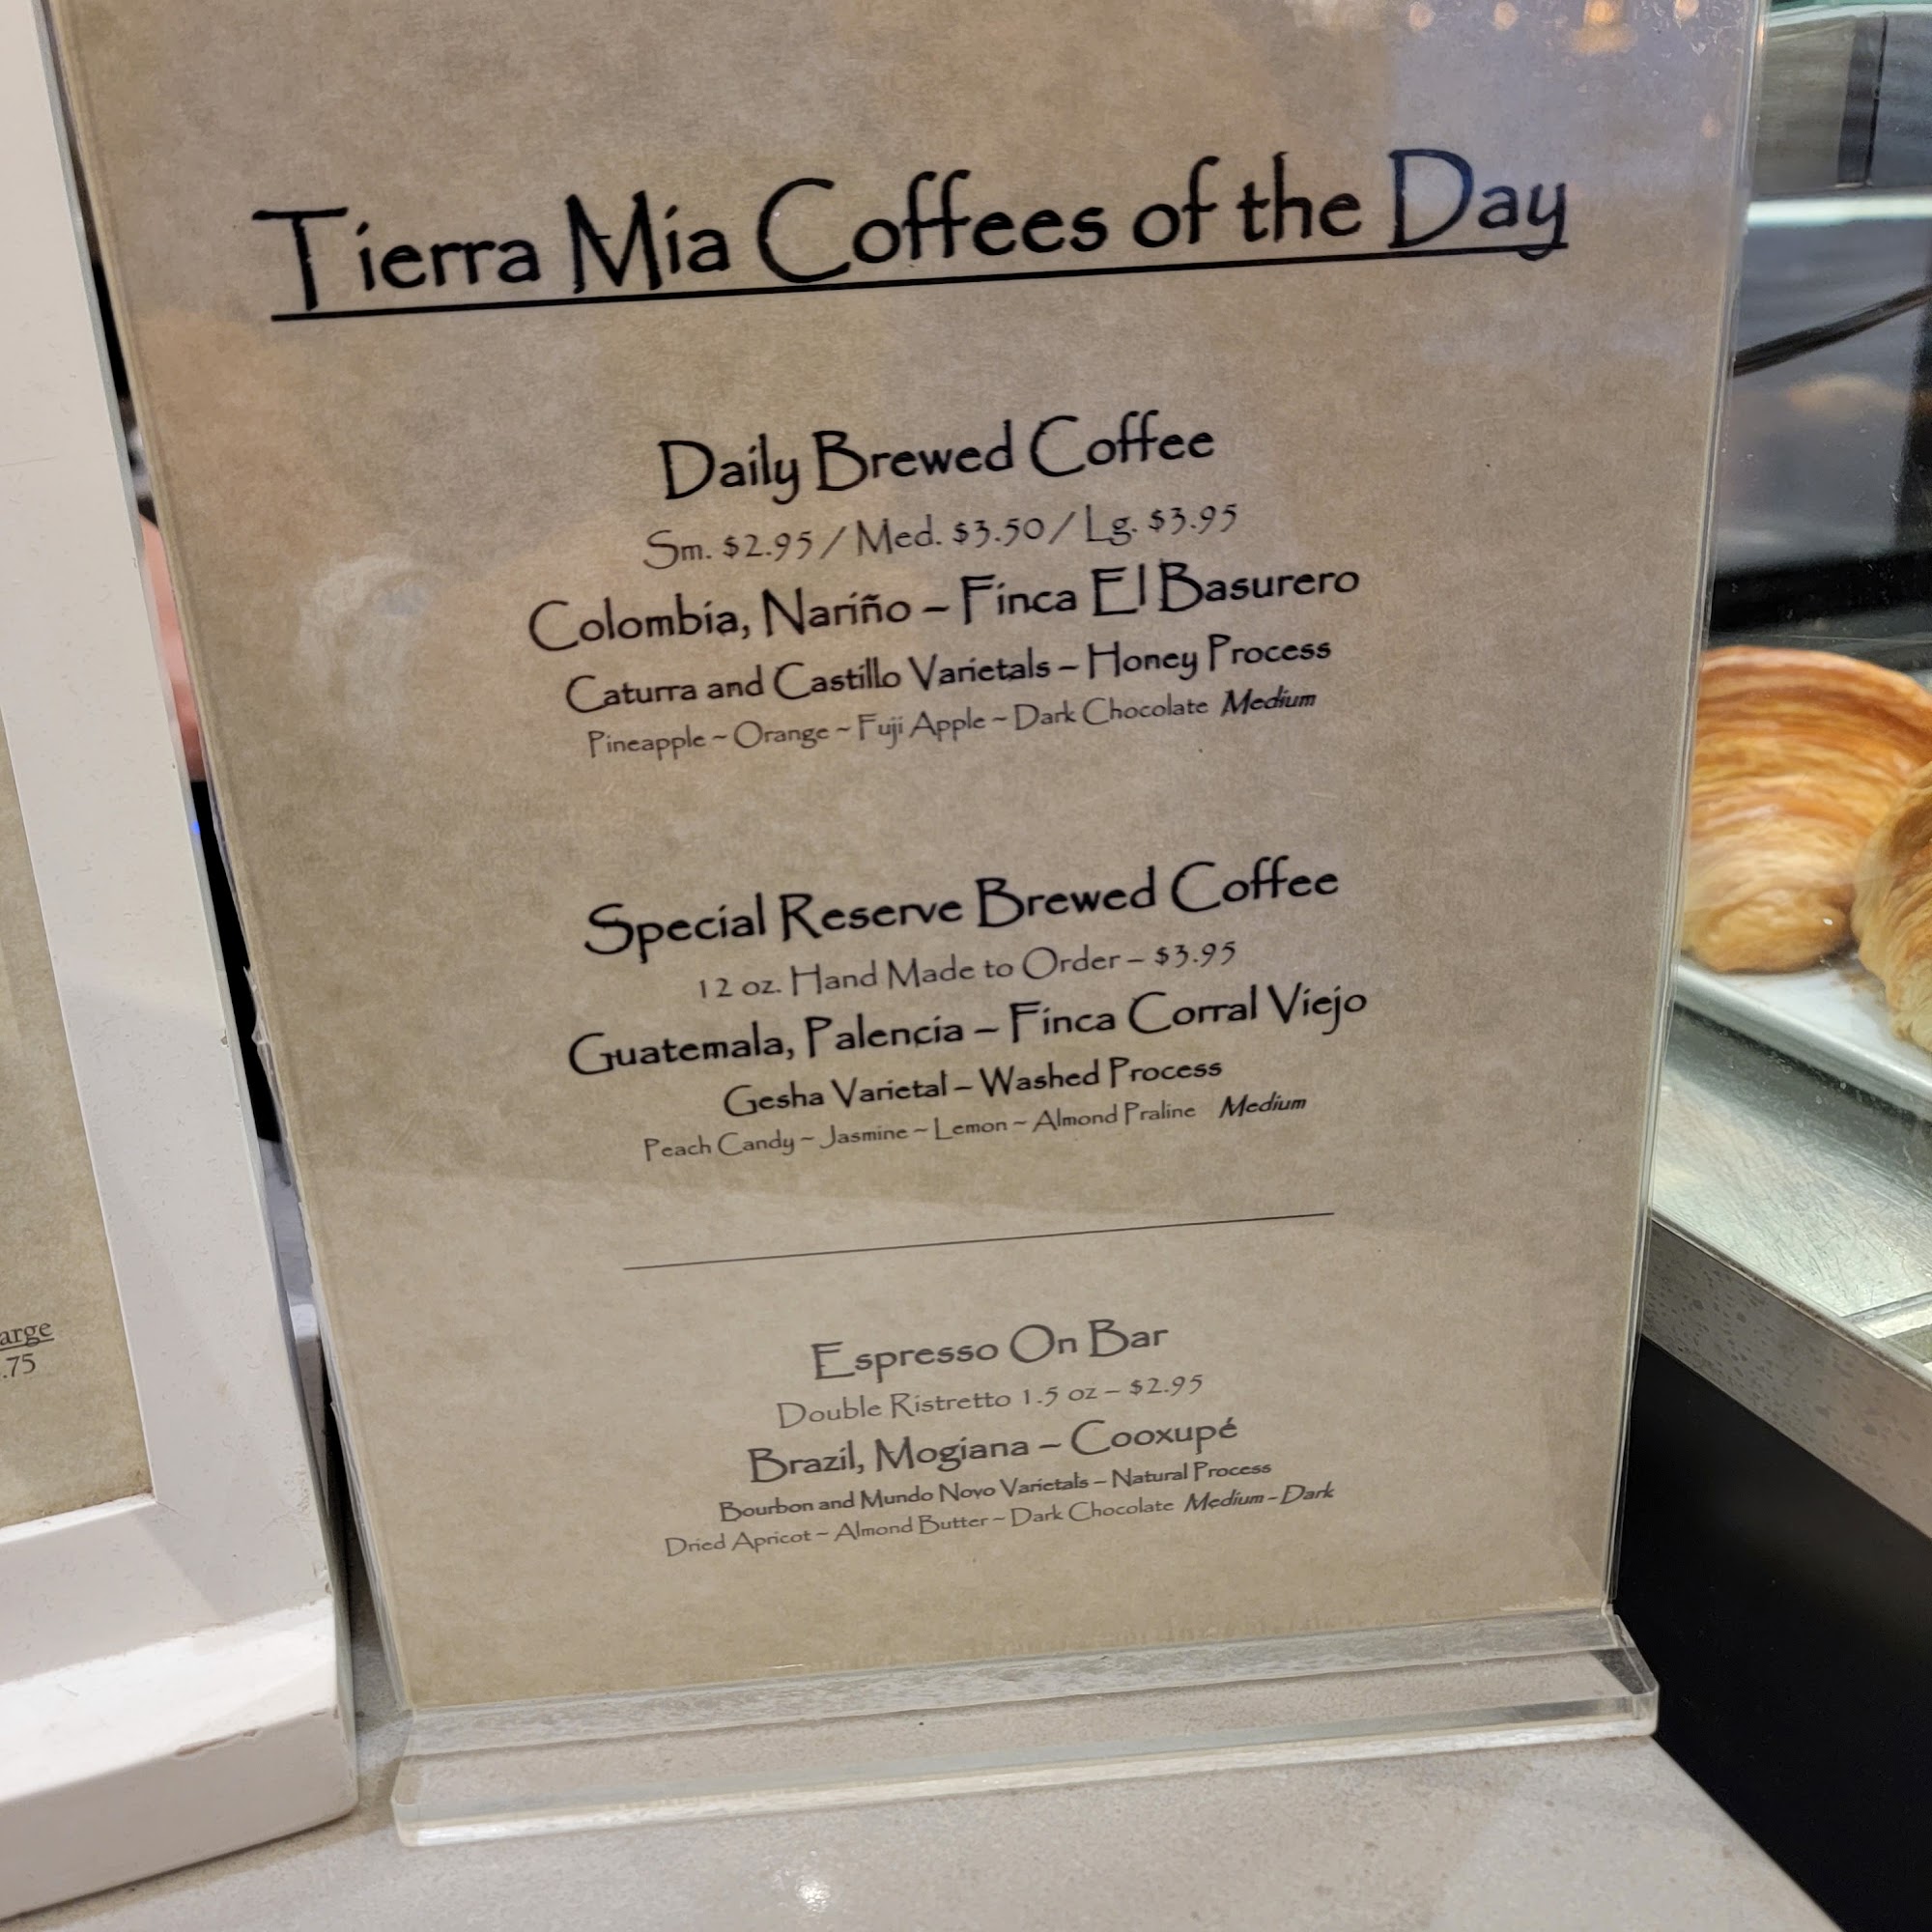 Tierra Mia Coffees of the Day
Daily Brewed Coffee
Sm. $2.95 / Med. $3.50 / Lg. $3.95
Colombia, Nariño – Finca El Basurero
Caturra and Castillo Varietals – Honey Process
Pineapple ~ Orange ~ Fuji Apple ~ Dark Chocolate Medium
Special Reserve Brewed Coffee
12 oz. Hand Made to Order – $3.95
Guatemala, Palencia – Finca Corral Viejo
Gesha Varietal – Washed Process
Peach Candy ~ Jasmine ~ Lemon ~ Almond Praline Medium
Espresso On Bar
Double Ristretto 1.5 oz – $2.95
Brazil, Mogiana – Cooxupé
Bourbon and Mundo Novo Varietals – Natural Process
Dried Apricot ~ Almond Butter ~ Dark Chocolate Medium - Dark
arge
.75